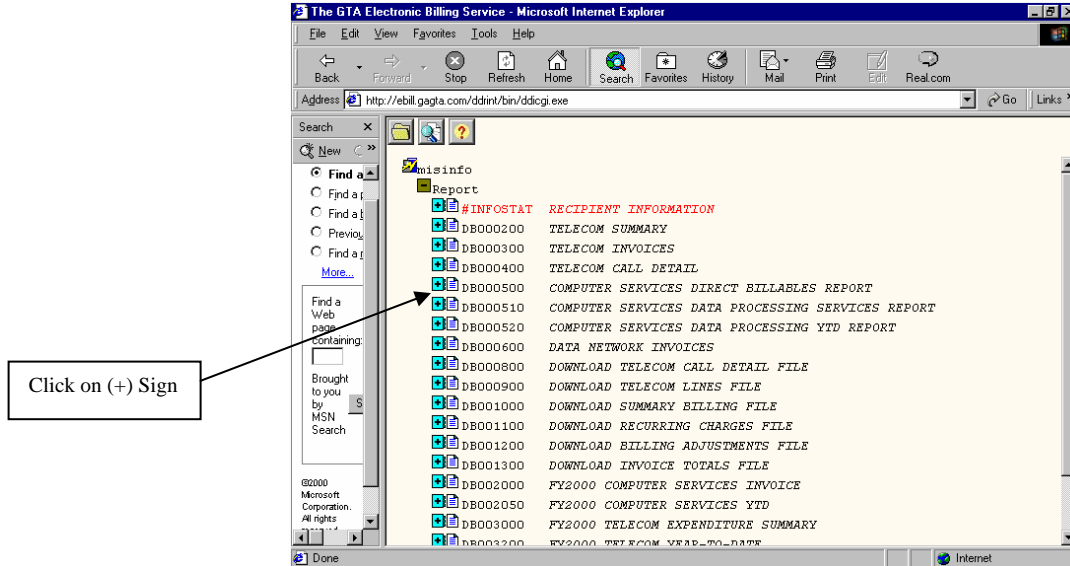 The GTA Electronic Billing Service - Microsoft Internet Explorer
File Edit View Favorites Tools Help
Back Forward Stop Refresh Home Search Favorites History Mail Print Edit Real.com
Address http://ebill.gagta.com/ddrint/bin/ddicgi.exe Go Links
Search
New
Find a
Find a
Find a
Previou
Find a
More...
Find a
Web
page
containing:
Brought
to you
by S
MSN
Search
©2000
Microsoft
Corporation.
All rights
misinfo
Report
#INFOSTAT RECIPIENT INFORMATION
DB000200 TELECOM SUMMARY
DB000300 TELECOM INVOICES
DB000400 TELECOM CALL DETAIL
DB000500 COMPUTER SERVICES DIRECT BILLABLES REPORT
DB000510 COMPUTER SERVICES DATA PROCESSING SERVICES REPORT
DB000520 COMPUTER SERVICES DATA PROCESSING YTD REPORT
DB000600 DATA NETWORK INVOICES
DB000800 DOWNLOAD TELECOM CALL DETAIL FILE
DB000900 DOWNLOAD TELECOM LINES FILE
DB001000 DOWNLOAD SUMMARY BILLING FILE
DB001100 DOWNLOAD RECURRING CHARGES FILE
DB001200 DOWNLOAD BILLING ADJUSTMENTS FILE
DB001300 DOWNLOAD INVOICE TOTALS FILE
DB002000 FY2000 COMPUTER SERVICES INVOICE
DB002050 FY2000 COMPUTER SERVICES YTD
DB003000 FY2000 TELECOM EXPENDITURE SUMMARY
DB003200 FY2000 TELECOM YEAR-TO-DATE
Click on (+) Sign
Done Internet